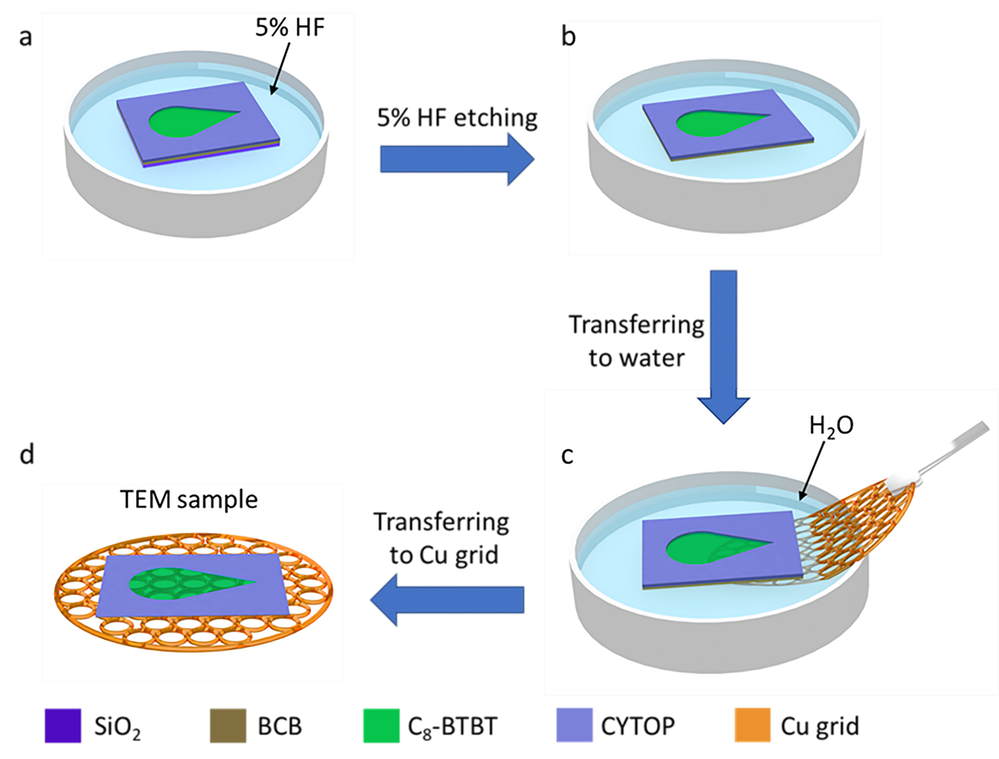 a
5% HF
5% HF etching
b
Transferring
to water
c
H₂O
Transferring
to Cu grid
d
TEM sample
SiO₂
BCB
C₈-BTBT
CYTOP
Cu grid